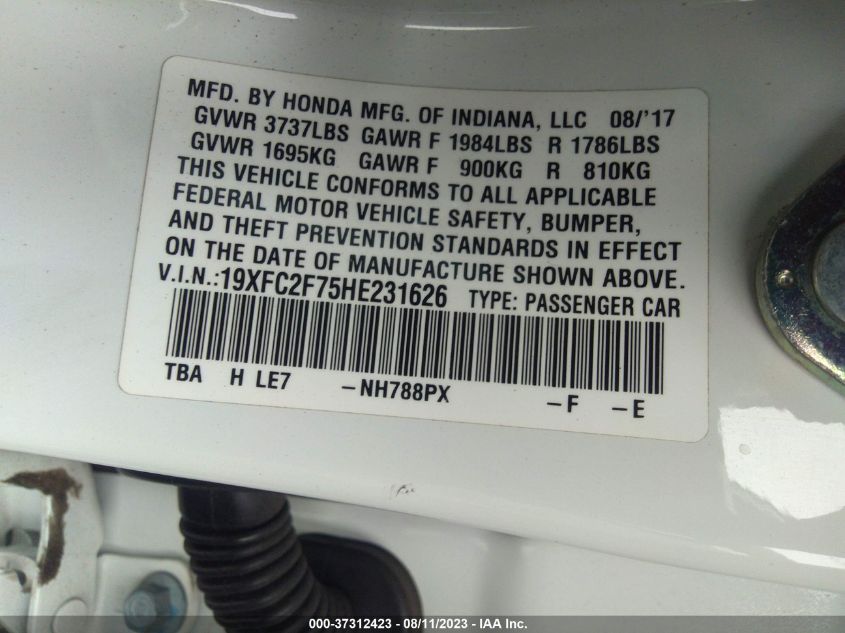 MFD. BY HONDA MFG. OF INDIANA, LLC 08/'17
GVWR 3737LBS GAWR F 1984LBS R 1786LBS
GVWR 1695KG GAWR F 900KG R 810KG
THIS VEHICLE CONFORMS TO ALL APPLICABLE
FEDERAL MOTOR VEHICLE SAFETY, BUMPER,
AND THEFT PREVENTION STANDARDS IN EFFECT
ON THE DATE OF MANUFACTURE SHOWN ABOVE.
V.I.N.:19XFC2F75HE231626 TYPE: PASSENGER CAR
TBA H LE7 -NH788PX -F -E
000-37312423 - 08/11/2023 - IAA Inc.